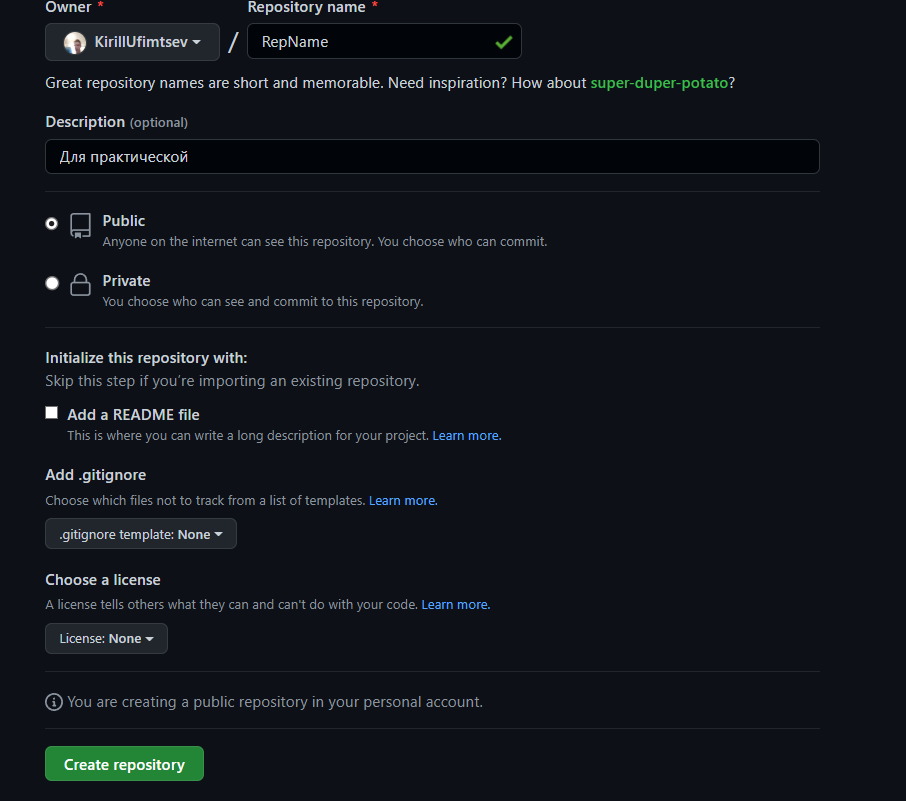 Owner * Repository name *
KirillUfimtsev / RepName
Great repository names are short and memorable. Need inspiration? How about super-duper-potato?
Description (optional)
Для практической
Public
Anyone on the internet can see this repository. You choose who can commit.
Private
You choose who can see and commit to this repository.
Initialize this repository with:
Skip this step if you're importing an existing repository.
Add a README file
This is where you can write a long description for your project. Learn more.
Add .gitignore
Choose which files not to track from a list of templates. Learn more.
.gitignore template: None
Choose a license
A license tells others what they can and can't do with your code. Learn more.
License: None
You are creating a public repository in your personal account.
Create repository